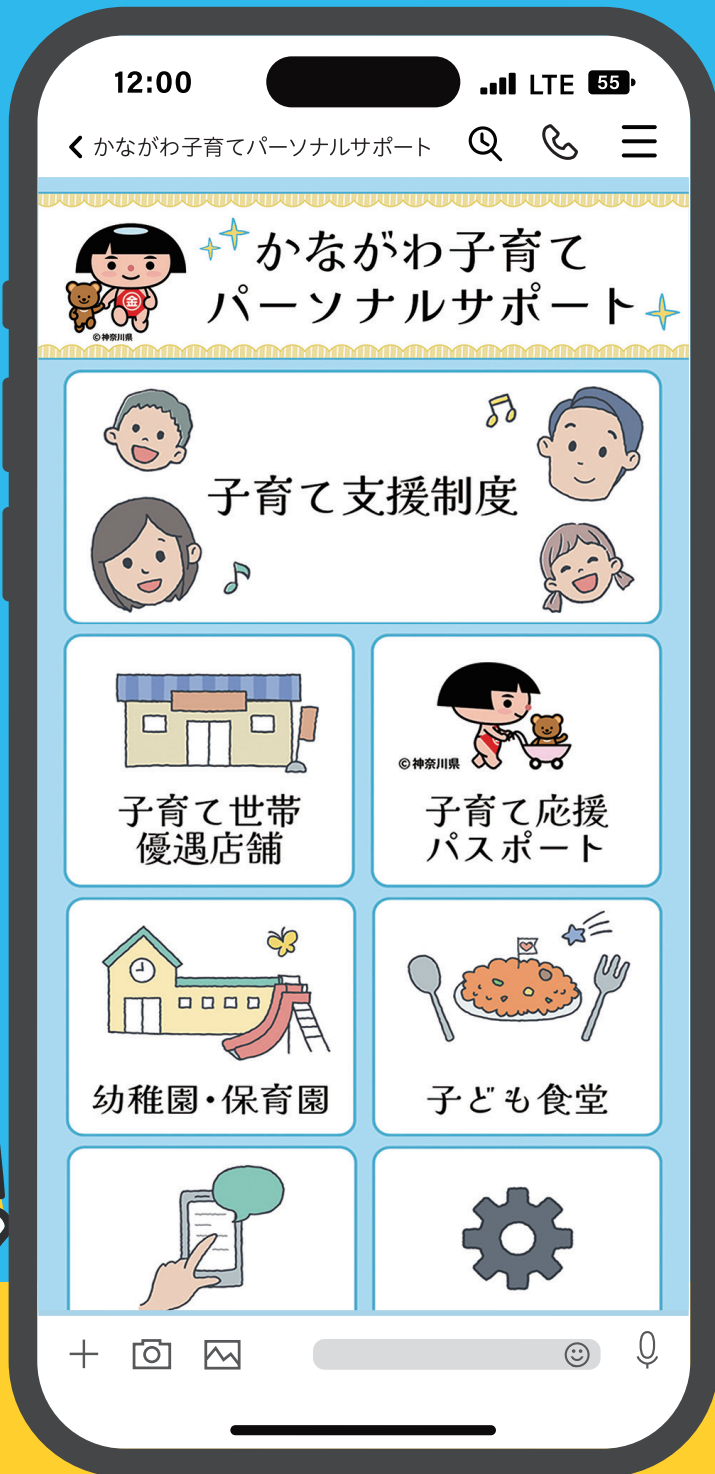 12:00
LTE 55
かながわ子育てパーソナルサポート
かながわ子育て
パーソナルサポート
金
©神奈川県
子育て支援制度
子育て世帯
優遇店舗
©神奈川県
子育て応援
パスポート
幼稚園・保育園
子ども食堂